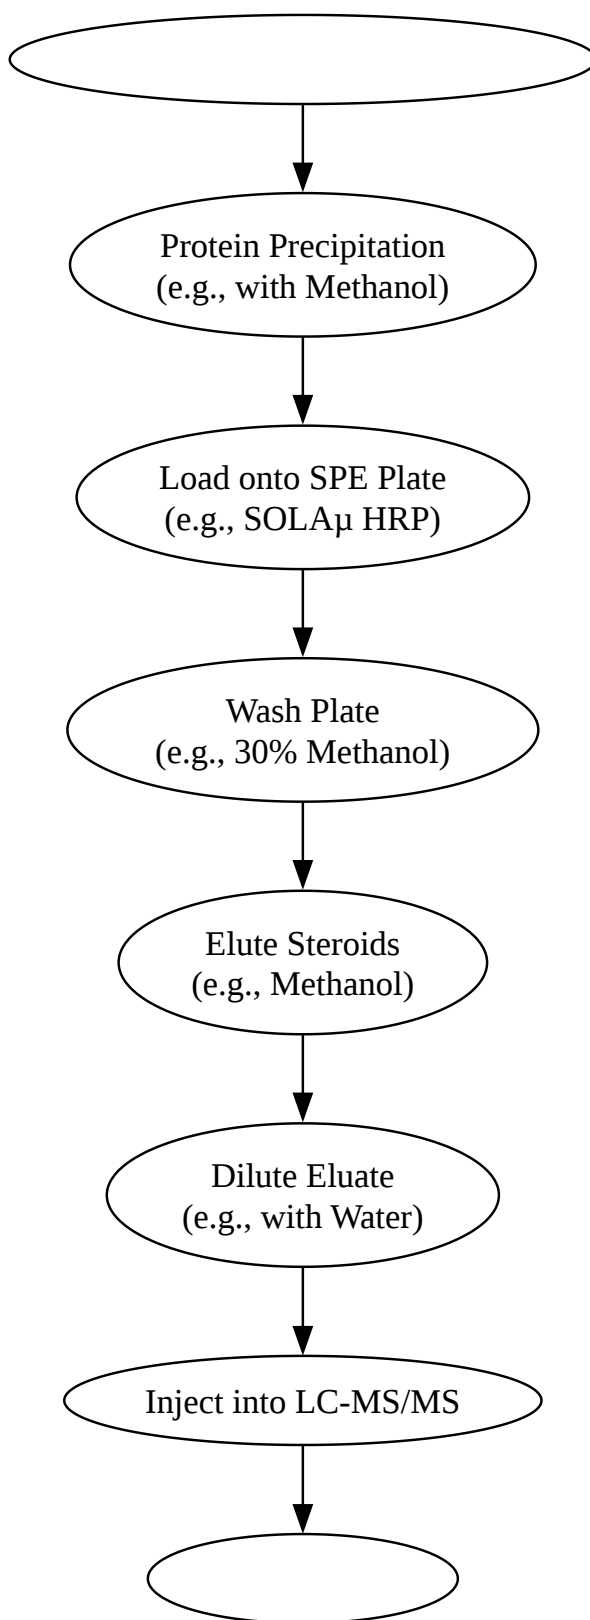 Protein Precipitation
(e.g., with Methanol)
Load onto SPE Plate
(e.g., SOLAµ HRP)
Wash Plate
(e.g., 30% Methanol)
Elute Steroids
(e.g., Methanol)
Dilute Eluate
(e.g., with Water)
Inject into LC-MS/MS